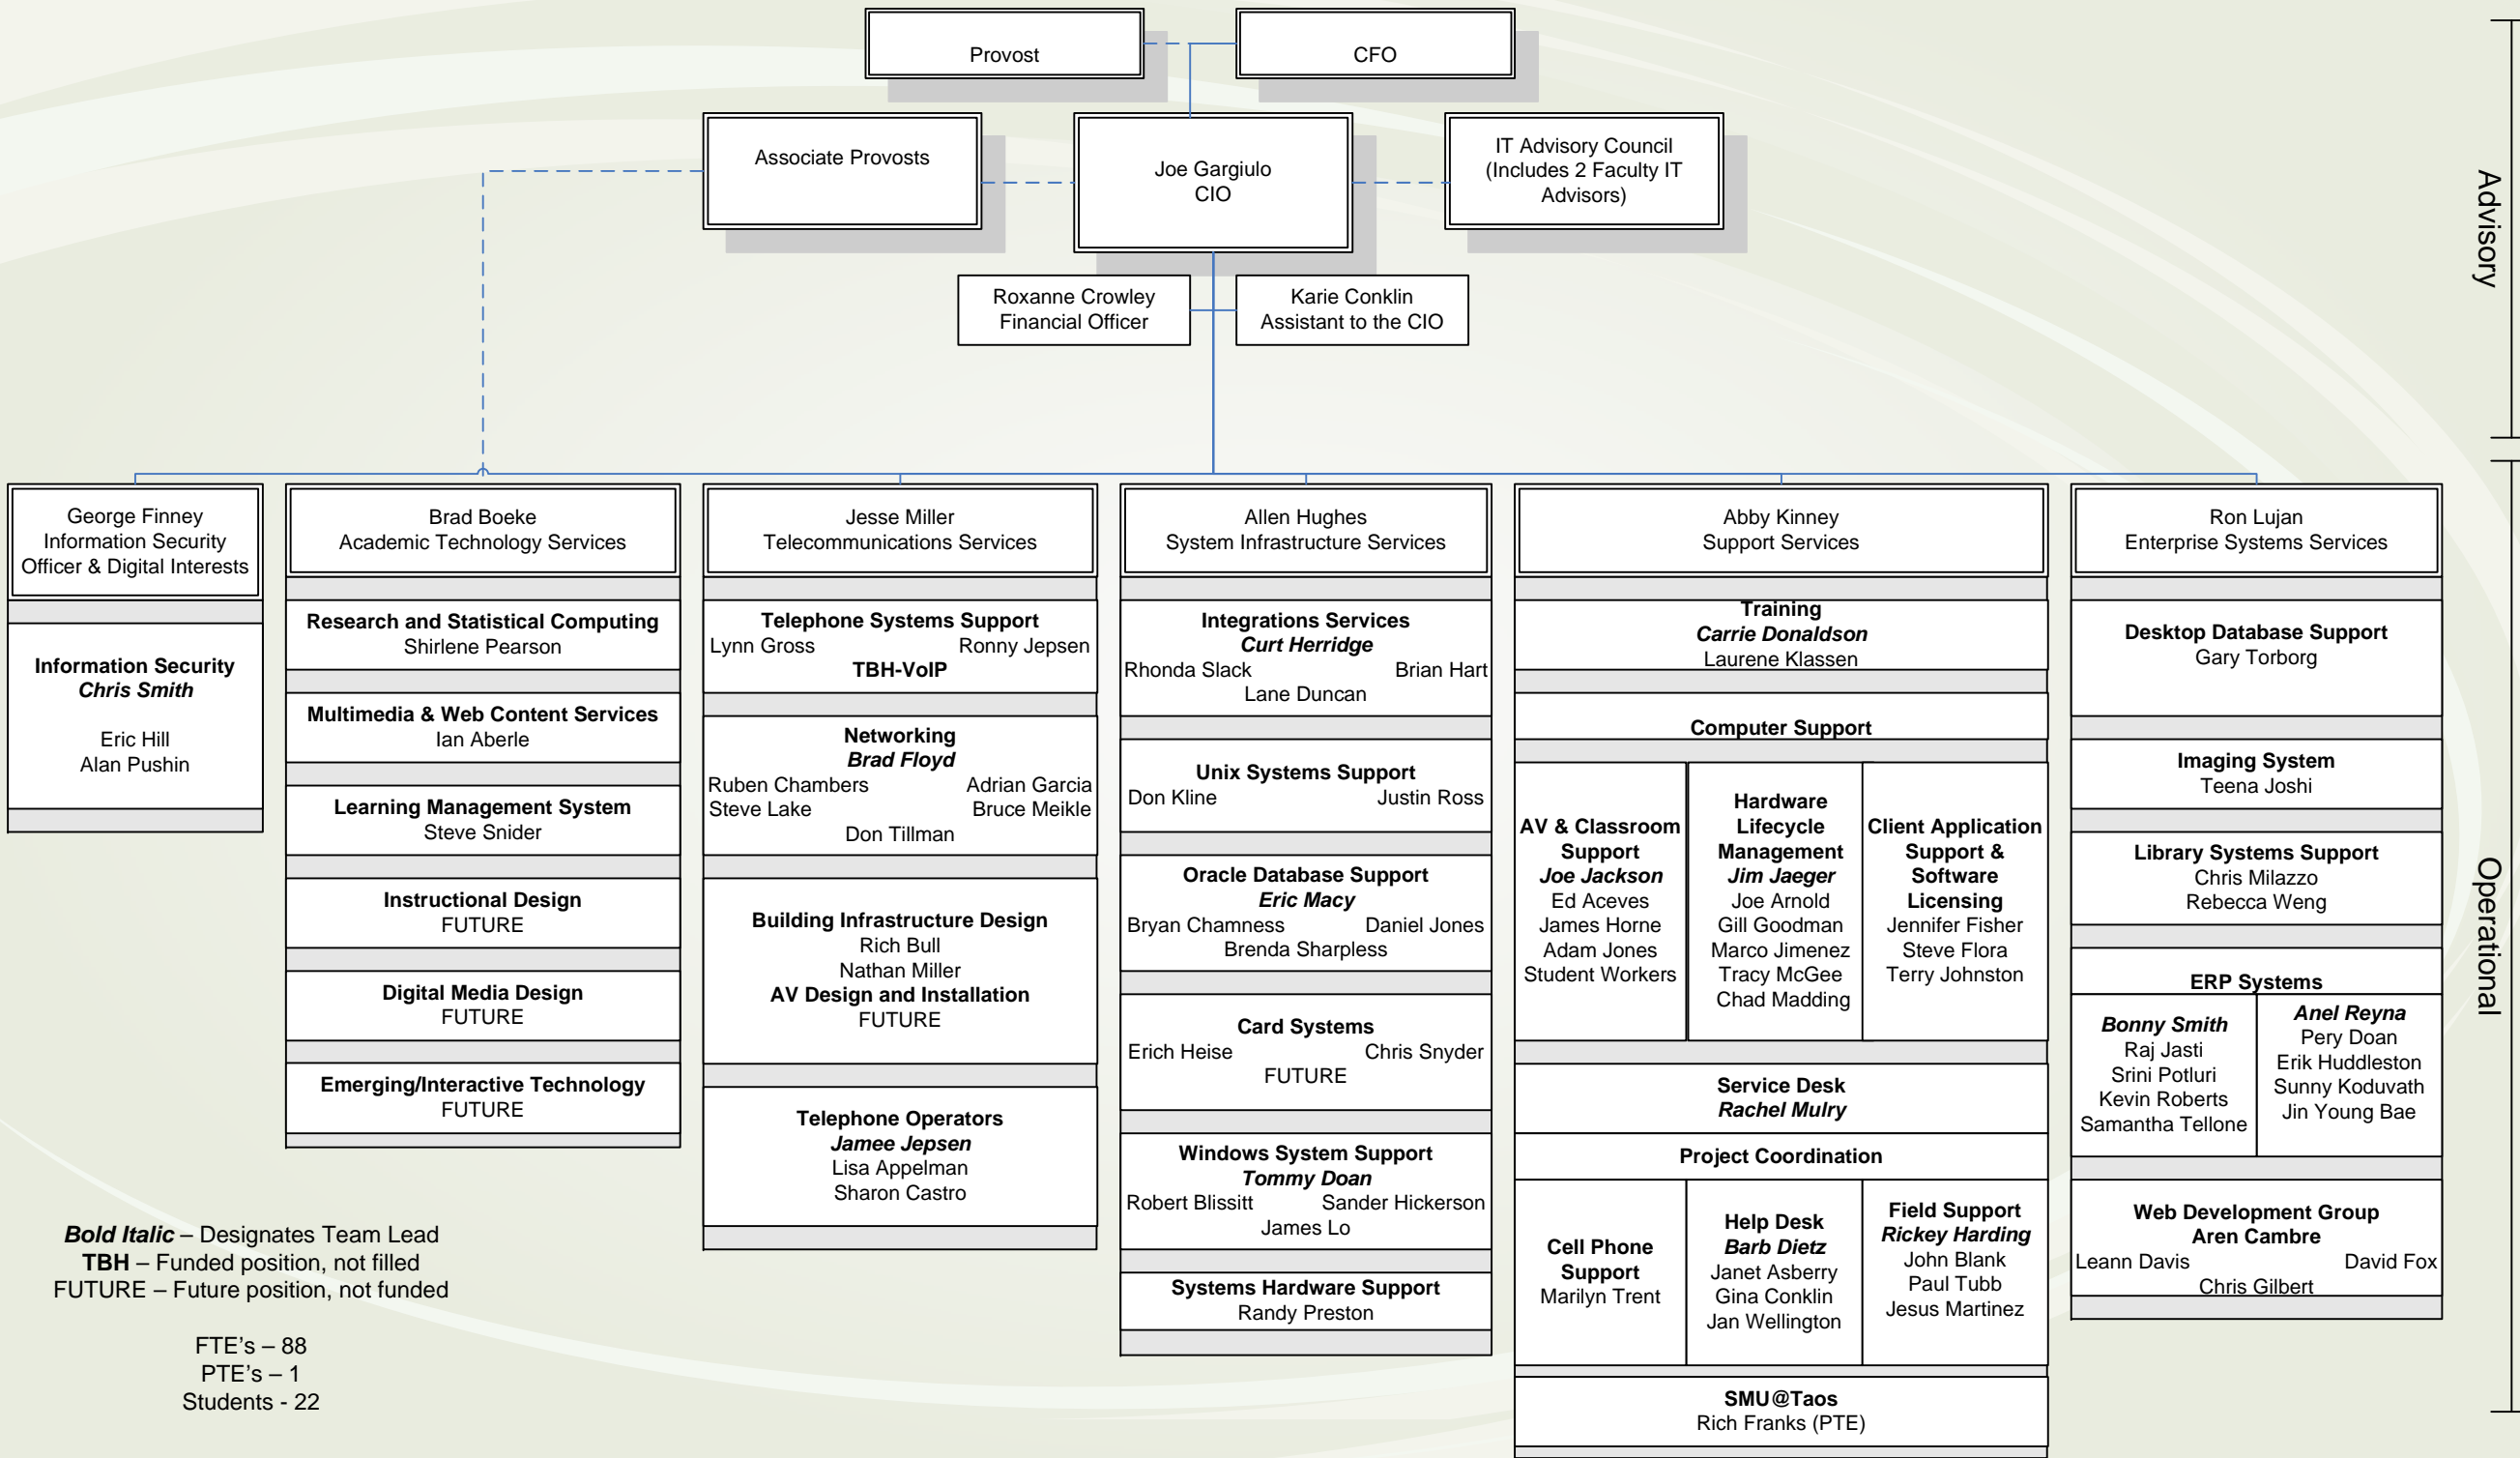 Provost
CFO
Associate Provosts
Joe Gargiulo
CIO
IT Advisory Council
(Includes 2 Faculty IT
Advisors)
Advisory
Roxanne Crowley
Financial Officer
Karie Conklin
Assistant to the CIO
Operational
George Finney
Information Security
Officer & Digital Interests
Information Security
Chris Smith
Eric Hill
Alan Pushin
Brad Boeke
Academic Technology Services
Research and Statistical Computing
Shirlene Pearson
Multimedia & Web Content Services
Ian Aberle
Learning Management System
Steve Snider
Instructional Design
FUTURE
Digital Media Design
FUTURE
Emerging/Interactive Technology
FUTURE
Jesse Miller
Telecommunications Services
Telephone Systems Support
Lynn Gross Ronny Jepsen
TBH-VoIP
Networking
Brad Floyd
Ruben Chambers Adrian Garcia
Steve Lake Bruce Meikle
Don Tillman
Building Infrastructure Design
Rich Bull
Nathan Miller
AV Design and Installation
FUTURE
Telephone Operators
Jamee Jepsen
Lisa Appelman
Sharon Castro
Allen Hughes
System Infrastructure Services
Integrations Services
Curt Herridge
Rhonda Slack Brian Hart
Lane Duncan
Unix Systems Support
Don Kline Justin Ross
Oracle Database Support
Eric Macy
Bryan Chamness Daniel Jones
Brenda Sharpless
Card Systems
Erich Heise Chris Snyder
FUTURE
Windows System Support
Tommy Doan
Robert Blissitt Sander Hickerson
James Lo
Systems Hardware Support
Randy Preston
Abby Kinney
Support Services
Training
Carrie Donaldson
Laurene Klassen
Computer Support
AV & Classroom
Support
Joe Jackson
Ed Aceves
James Horne
Adam Jones
Student Workers
Hardware
Lifecycle
Management
Jim Jaeger
Joe Arnold
Gill Goodman
Marco Jimenez
Tracy McGee
Chad Madding
Client Application
Support &
Software
Licensing
Jennifer Fisher
Steve Flora
Terry Johnston
Service Desk
Rachel Mulry
Project Coordination
Cell Phone
Support
Marilyn Trent
Help Desk
Barb Dietz
Janet Asberry
Gina Conklin
Jan Wellington
Field Support
Rickey Harding
John Blank
Paul Tubb
Jesus Martinez
SMU@Taos
Rich Franks (PTE)
Ron Lujan
Enterprise Systems Services
Desktop Database Support
Gary Torborg
Imaging System
Teena Joshi
Library Systems Support
Chris Milazzo
Rebecca Weng
ERP Systems
Bonny Smith
Raj Jasti
Srini Potluri
Kevin Roberts
Samantha Tellone
Anel Reyna
Pery Doan
Erik Huddleston
Sunny Koduvath
Jin Young Bae
Web Development Group
Aren Cambre
Leann Davis David Fox
Chris Gilbert
Bold Italic – Designates Team Lead
TBH – Funded position, not filled
FUTURE – Future position, not funded
FTE’s – 88
PTE’s – 1
Students - 22